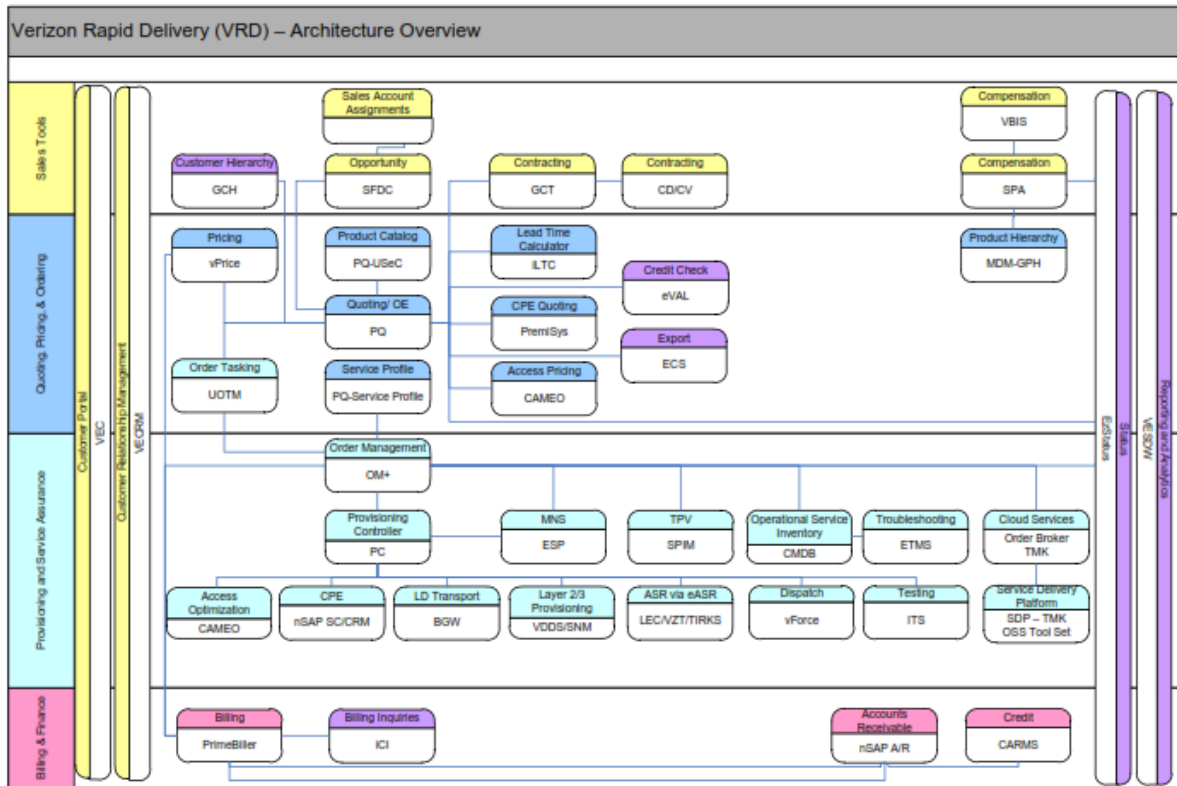 Verizon Rapid Delivery (VRD) – Architecture Overview
Sales Tools
Customer Portal
VEC
Customer Relationship Management
VECRM
Sales Account
Assignments
Compensation
VBIS
Customer Hierarchy
GCH
Opportunity
SFDC
Contracting
GCT
Contracting
CD/CV
Compensation
SPA
Quoting, Pricing, & Ordering
Pricing
vPrice
Product Catalog
PQ-USeC
Lead Time
Calculator
iLTC
Credit Check
eVAL
Product Hierarchy
MDM-GPH
Quoting/ OE
PQ
CPE Quoting
PremiSys
Export
ECS
Order Tasking
UOTM
Service Profile
PQ-Service Profile
Access Pricing
CAMEO
EzStatus
Status
VESDW
Reporting and Analytics
Provisioning and Service Assurance
Order Management
OM+
Provisioning
Controller
PC
MNS
ESP
TPV
SPIM
Operational Service
Inventory
CMDB
Troubleshooting
ETMS
Cloud Services
Order Broker
TMK
Access
Optimization
CAMEO
CPE
nSAP SC/CRM
LD Transport
BGW
Layer 2/3
Provisioning
VDDS/SNM
ASR via eASR
LEC/VZT/TIRKS
Dispatch
vForce
Testing
ITS
Service Delivery
Platform
SDP – TMK
OSS Tool Set
Billing & Finance
Billing
PrimeBiller
Billing Inquiries
ICI
Accounts
Receivable
nSAP A/R
Credit
CARMS